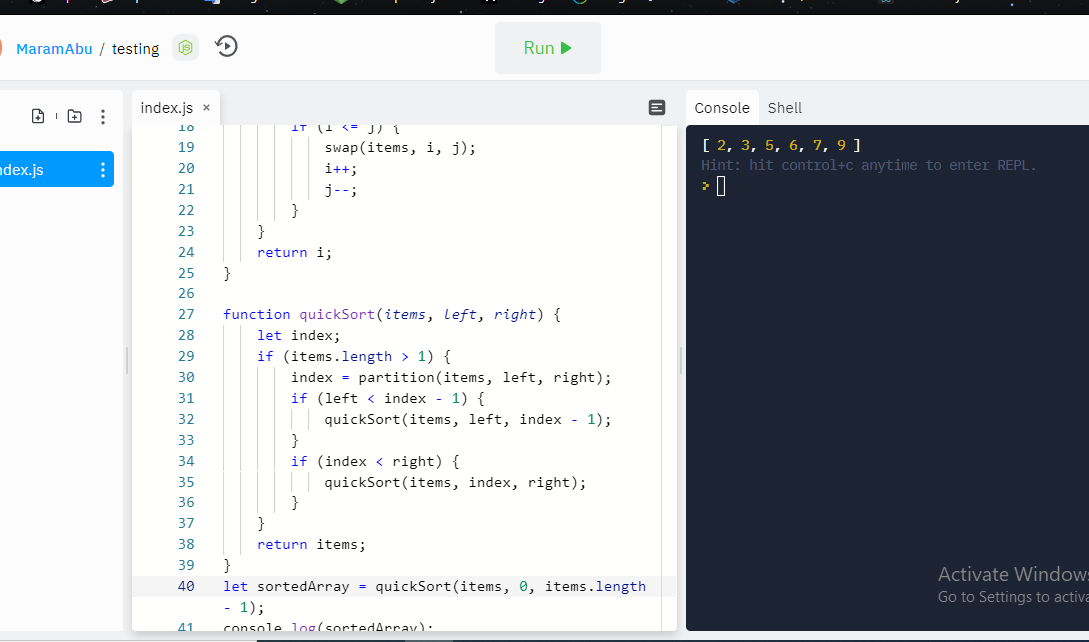 MaramAbu / testing
Run
index.js ×
Console Shell
ndex.js
18 if (i <= j) {
19 swap(items, i, j);
20 i++;
21 j--;
22 }
23 }
24 return i;
25 }
26
27 function quickSort(items, left, right) {
28 let index;
29 if (items.length > 1) {
30 index = partition(items, left, right);
31 if (left < index - 1) {
32 quickSort(items, left, index - 1);
33 }
34 if (index < right) {
35 quickSort(items, index, right);
36 }
37 }
38 return items;
39 }
40 let sortedArray = quickSort(items, 0, items.length
- 1);
41 console.log(sortedArray);
[ 2, 3, 5, 6, 7, 9 ]
Hint: hit control+c anytime to enter REPL.
>
Activate Windows
Go to Settings to activa